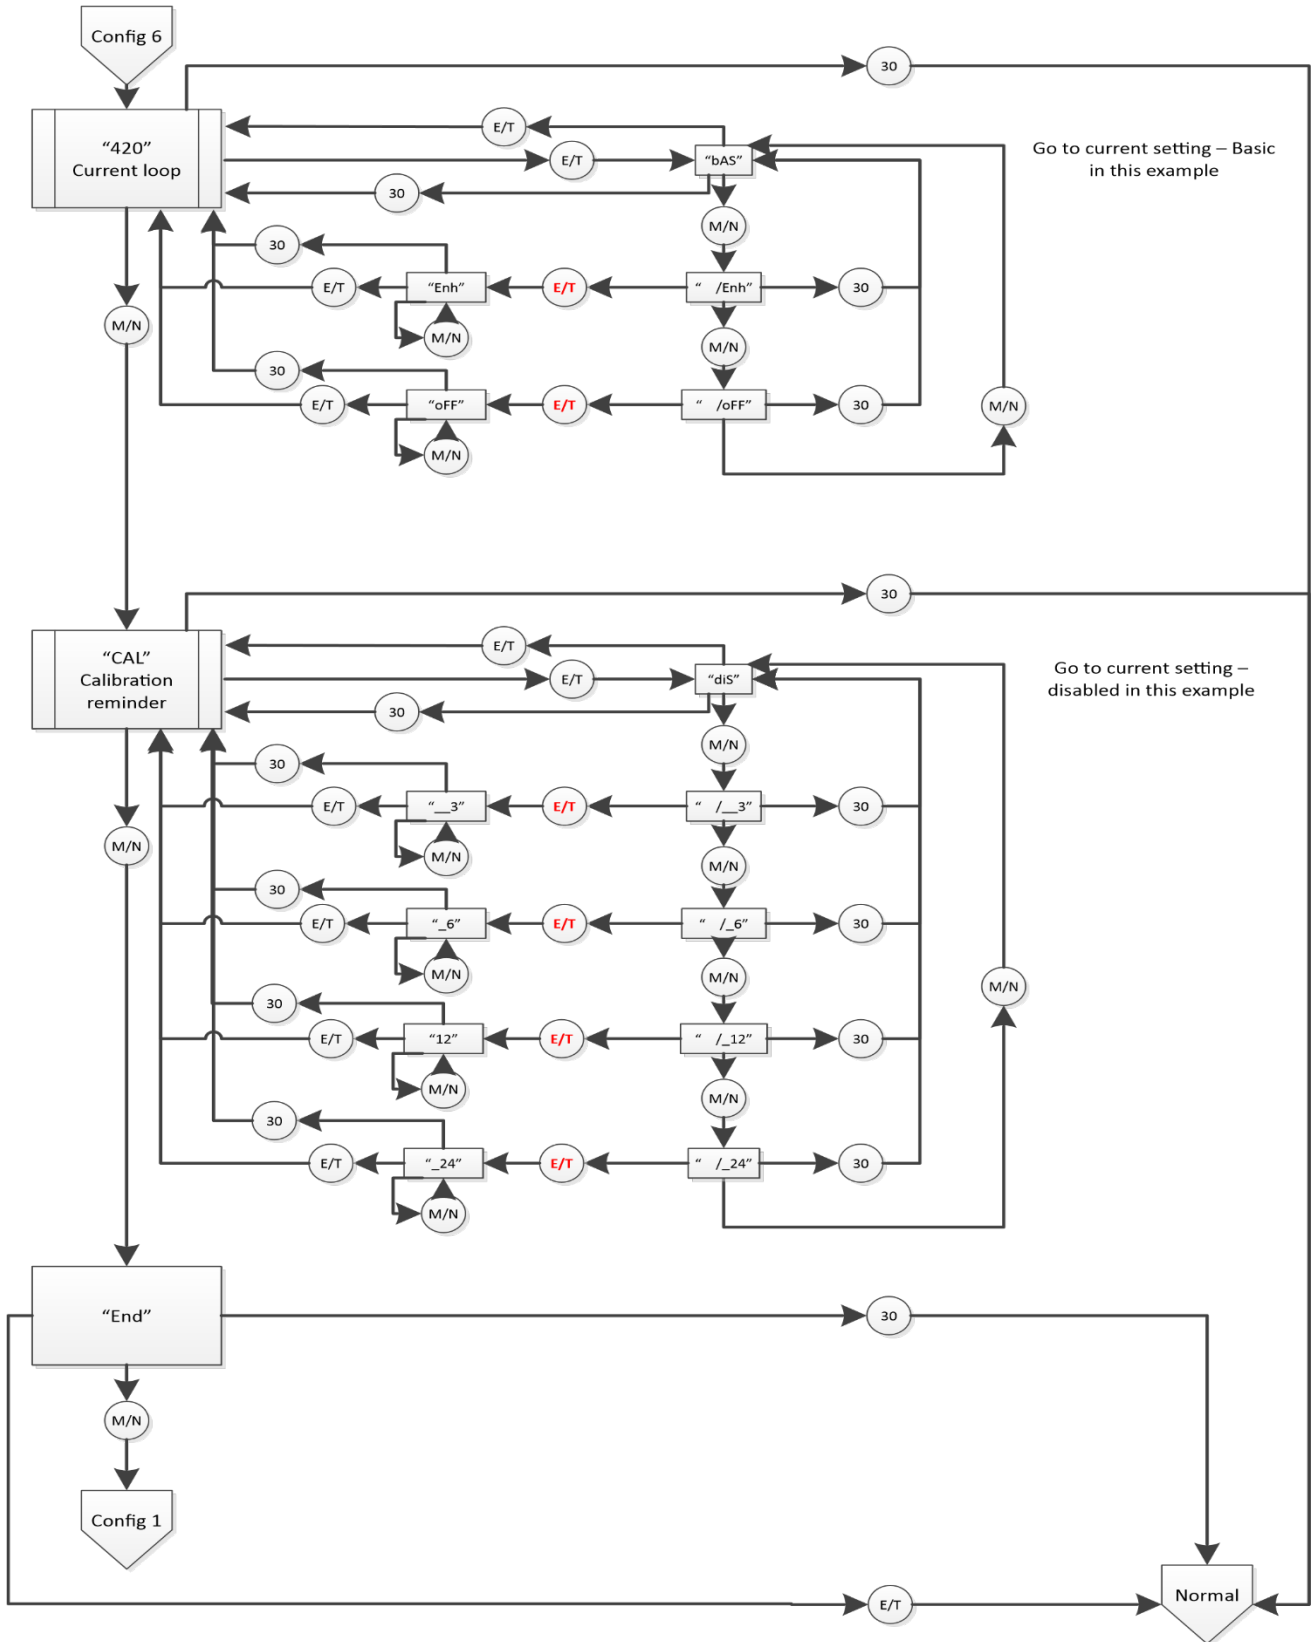 Config 6
30
“420”
Current loop
E/T
E/T
“bAS”
Go to current setting – Basic
in this example
30
M/N
30
E/T
“Enh”
E/T
“ /Enh”
30
M/N
M/N
M/N
30
E/T
“oFF”
E/T
“ /oFF”
30
M/N
M/N
30
“CAL”
Calibration
reminder
E/T
E/T
“diS”
Go to current setting –
disabled in this example
30
M/N
30
E/T
“__3”
E/T
“ /__3”
30
M/N
M/N
M/N
30
E/T
“_6”
E/T
“ /_6”
30
M/N
M/N
M/N
30
E/T
“12”
E/T
“ /_12”
30
M/N
M/N
30
E/T
“_24”
E/T
“ /_24”
30
M/N
“End”
30
M/N
Config 1
Normal
E/T